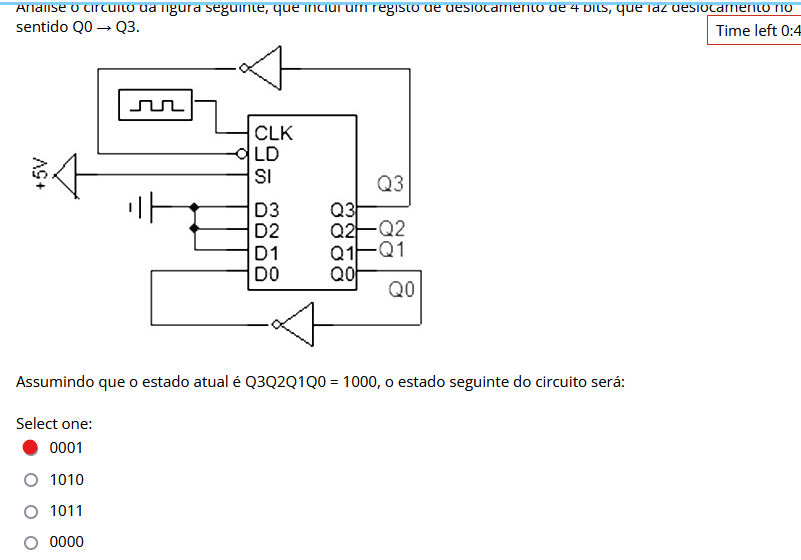 Analise o circuito da figura seguinte, que inclui um registo de deslocamento de 4 bits, que faz deslocamento no
sentido Q0 → Q3.
Time left 0:4
CLK
LD
SI
+5V
Q3
D3 Q3
D2 Q2 Q2
D1 Q1 Q1
D0 Q0
Q0
Assumindo que o estado atual é Q3Q2Q1Q0 = 1000, o estado seguinte do circuito será:
Select one:
0001
1010
1011
0000